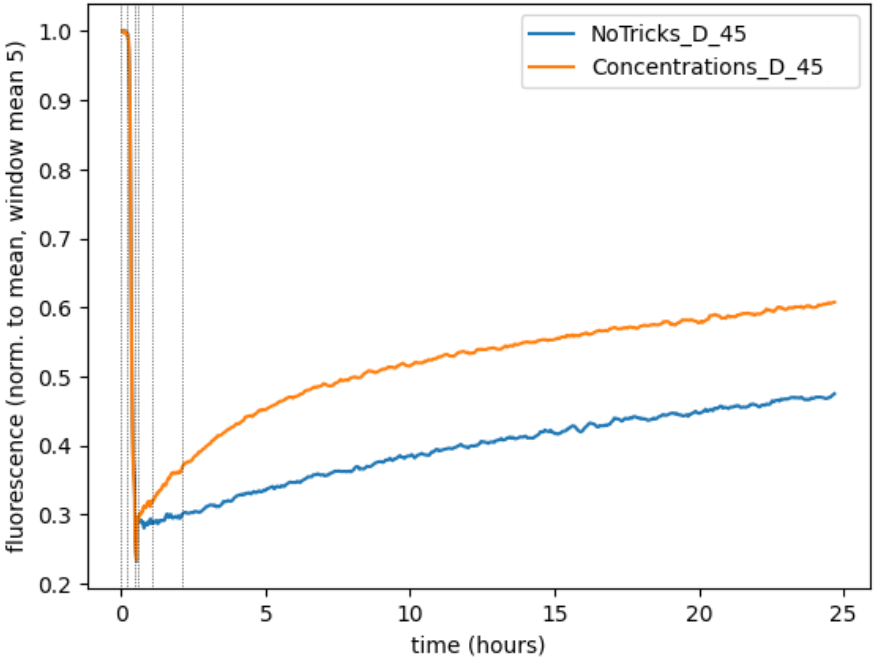 fluorescence (norm. to mean, window mean 5)
1.0
0.9
0.8
0.7
0.6
0.5
0.4
0.3
0.2
NoTricks_D_45
Concentrations_D_45
0 5 10 15 20 25
time (hours)